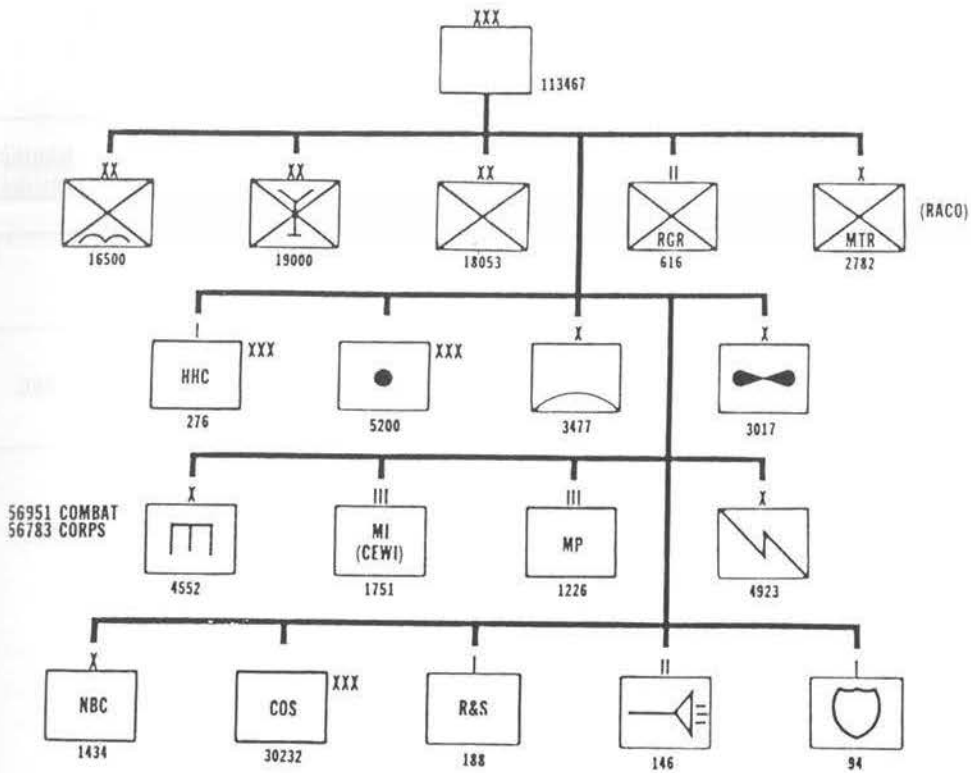 XXX
113467
XX
XX
XX
II
X
RGR
MTR
(RACO)
16500
19000
18053
616
2782
I
XXX
XXX
X
X
HHC
276
5200
3477
3017
56951 COMBAT
56783 CORPS
X
III
III
X
MI
(CEWI)
MP
4552
1751
1226
4923
X
XXX
I
II
I
NBC
COS
R&S
1434
30232
188
146
94